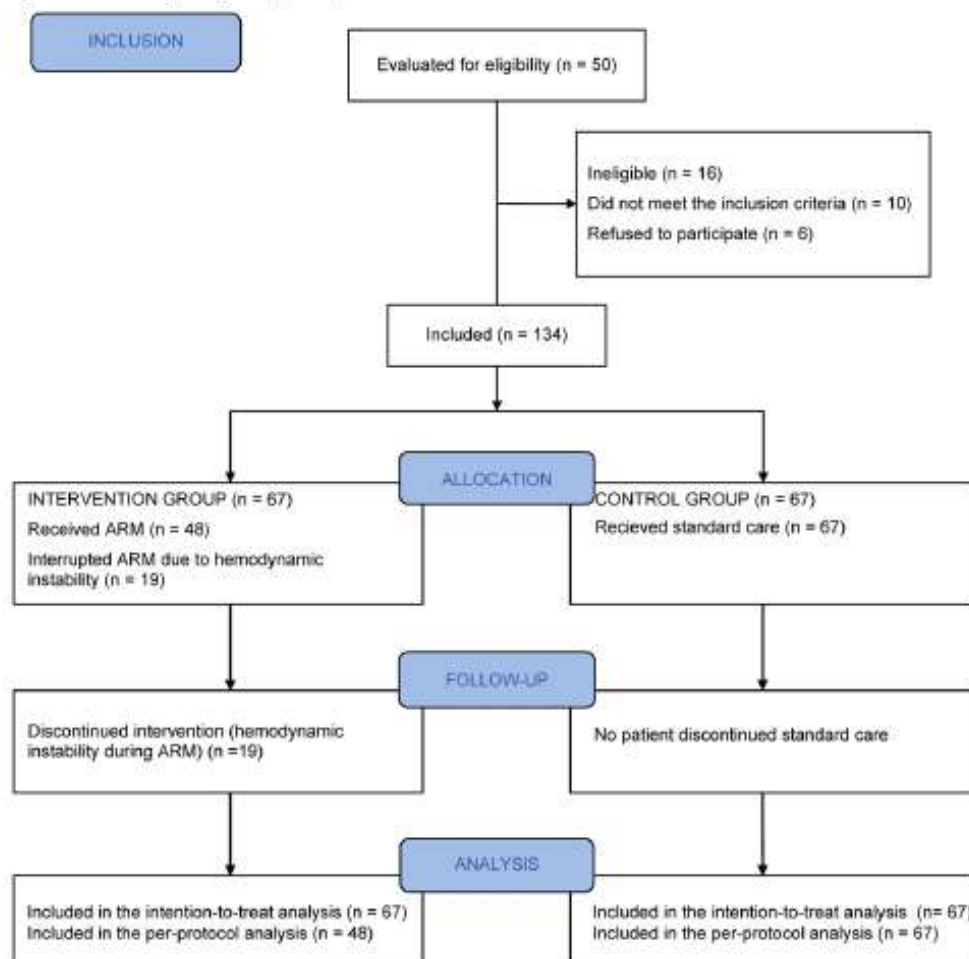 INCLUSION
Evaluated for eligibility (n = 50)
Ineligible (n = 16)
Did not meet the inclusion criteria (n = 10)
Refused to participate (n = 6)
Included (n = 134)
ALLOCATION
INTERVENTION GROUP (n = 67)
Received ARM (n = 48)
Interrupted ARM due to hemodynamic
instability (n = 19)
CONTROL GROUP (n = 67)
Recieved standard care (n = 67)
FOLLOW-UP
Discontinued intervention (hemodynamic
instability during ARM) (n =19)
No patient discontinued standard care
ANALYSIS
Included in the intention-to-treat analysis (n = 67)
Included in the per-protocol analysis (n = 48)
Included in the intention-to-treat analysis (n= 67)
Included in the per-protocol analysis (n = 67)